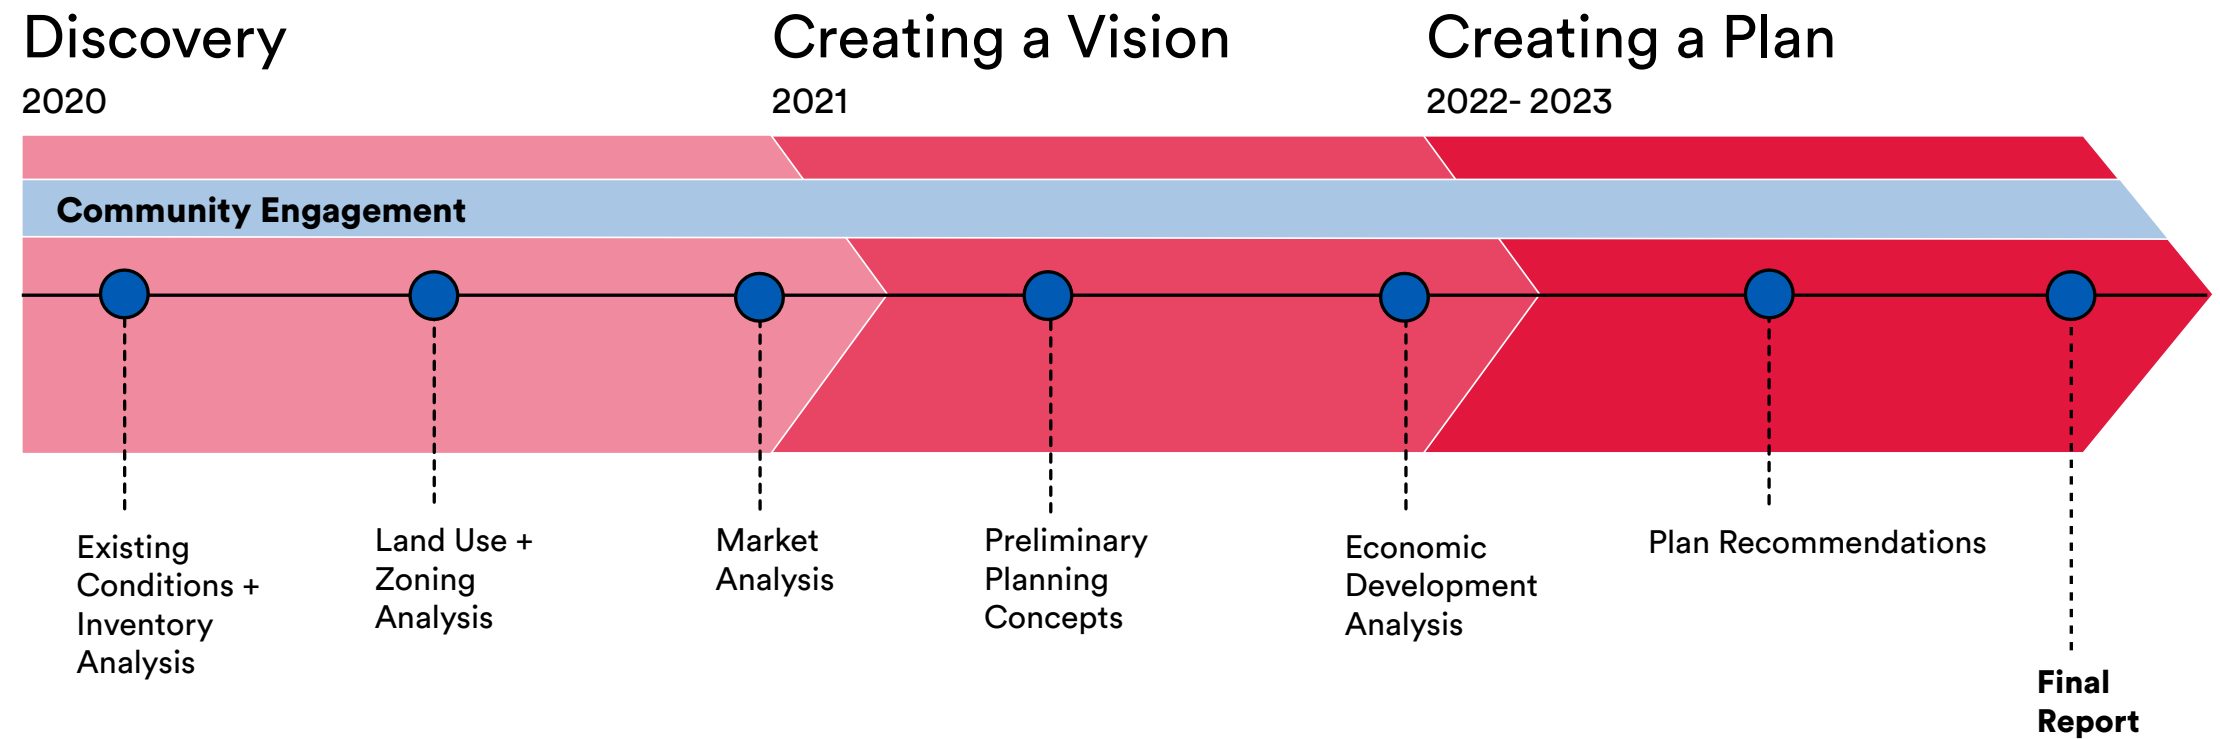 Discovery
2020
Creating a Vision
2021
Creating a Plan
2022- 2023
Community Engagement
Existing
Conditions +
Inventory
Analysis
Land Use +
Zoning
Analysis
Market
Analysis
Preliminary
Planning
Concepts
Economic
Development
Analysis
Plan Recommendations
Final
Report